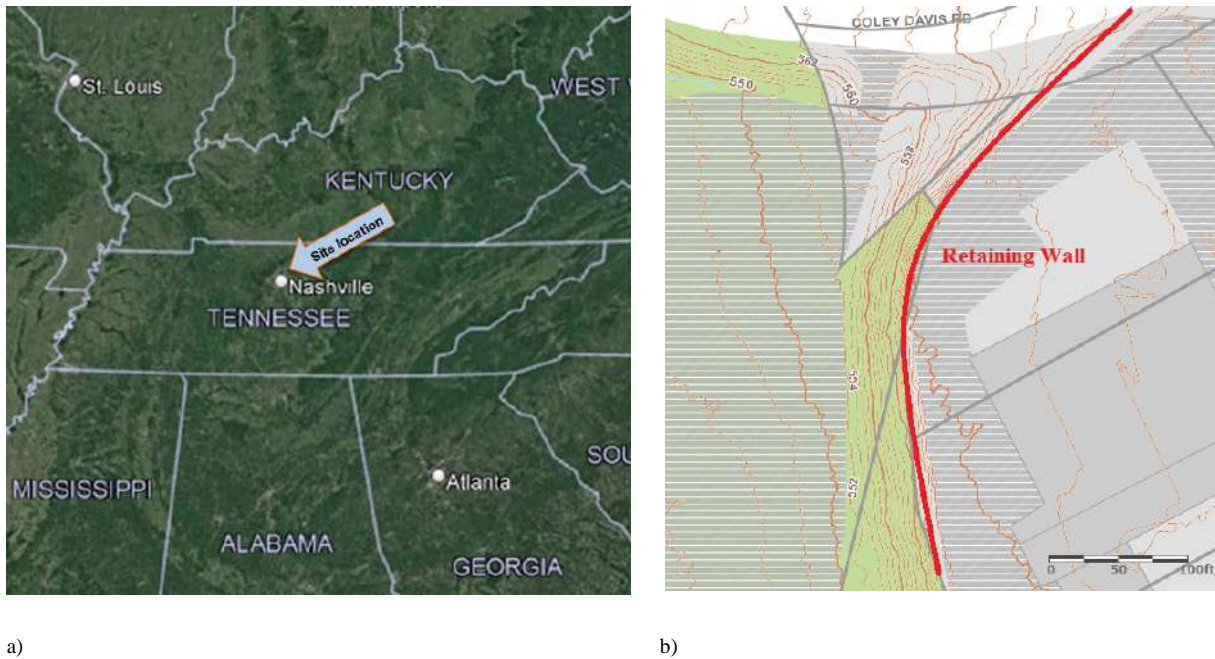 St. Louis
WEST V
KENTUCKY
Site location
Nashville
TENNESSEE
Atlanta
SOU
MISSISSIPPI
ALABAMA
GEORGIA
COLEY DAVIS RD
562
550
560
558
Retaining Wall
554
552
0 50 100ft
a)
b)